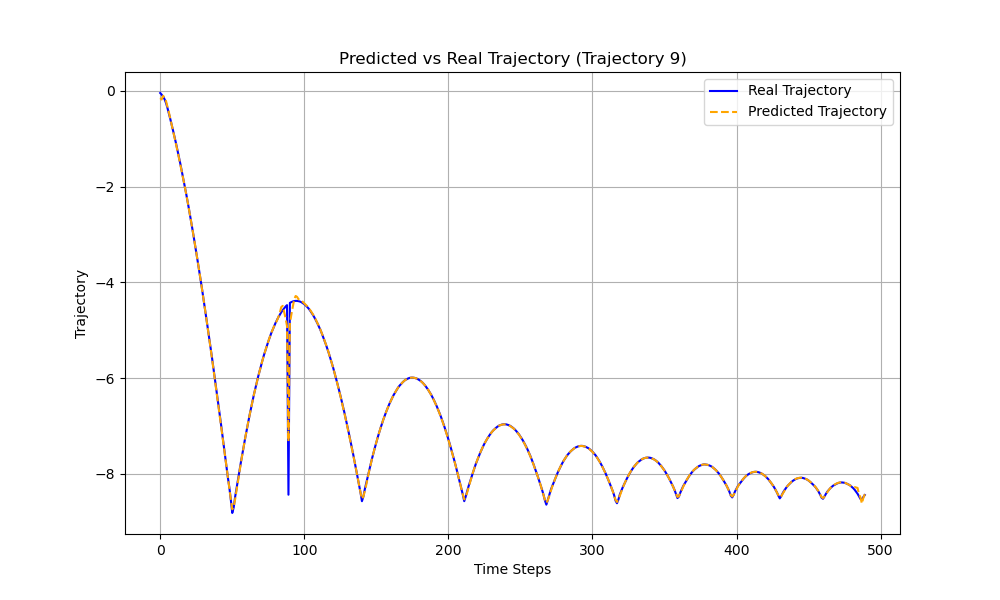 Predicted vs Real Trajectory (Trajectory 9)
Real Trajectory
Predicted Trajectory
Trajectory
0
−2
−4
−6
−8
0 100 200 300 400 500
Time Steps